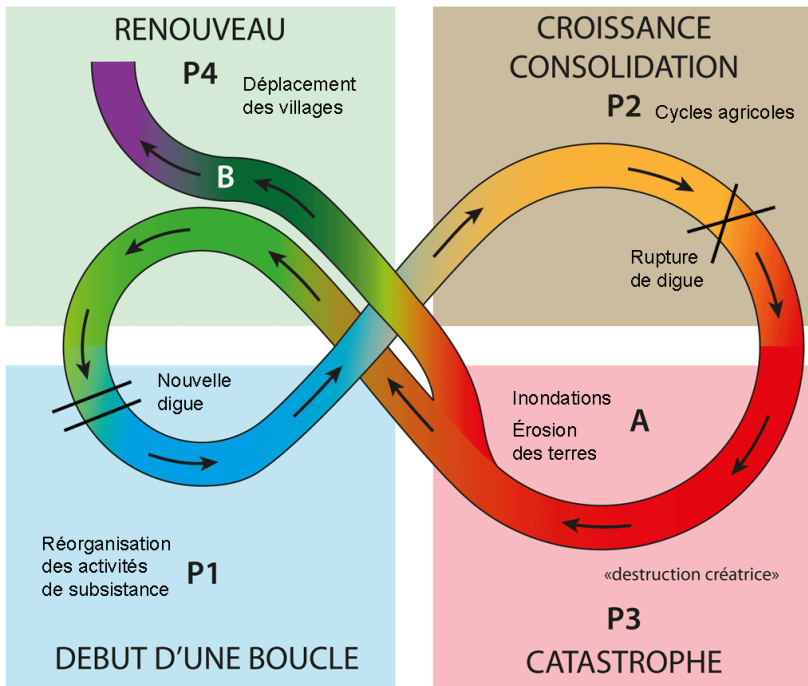 RENOUVEAU
P4
Déplacement
des villages
B
CROISSANCE
CONSOLIDATION
P2 Cycles agricoles
Rupture
de digue
Nouvelle
digue
Réorganisation
des activités
de subsistance
P1
DEBUT D'UNE BOUCLE
Inondations
A
Érosion
des terres
«destruction créatrice»
P3
CATASTROPHE